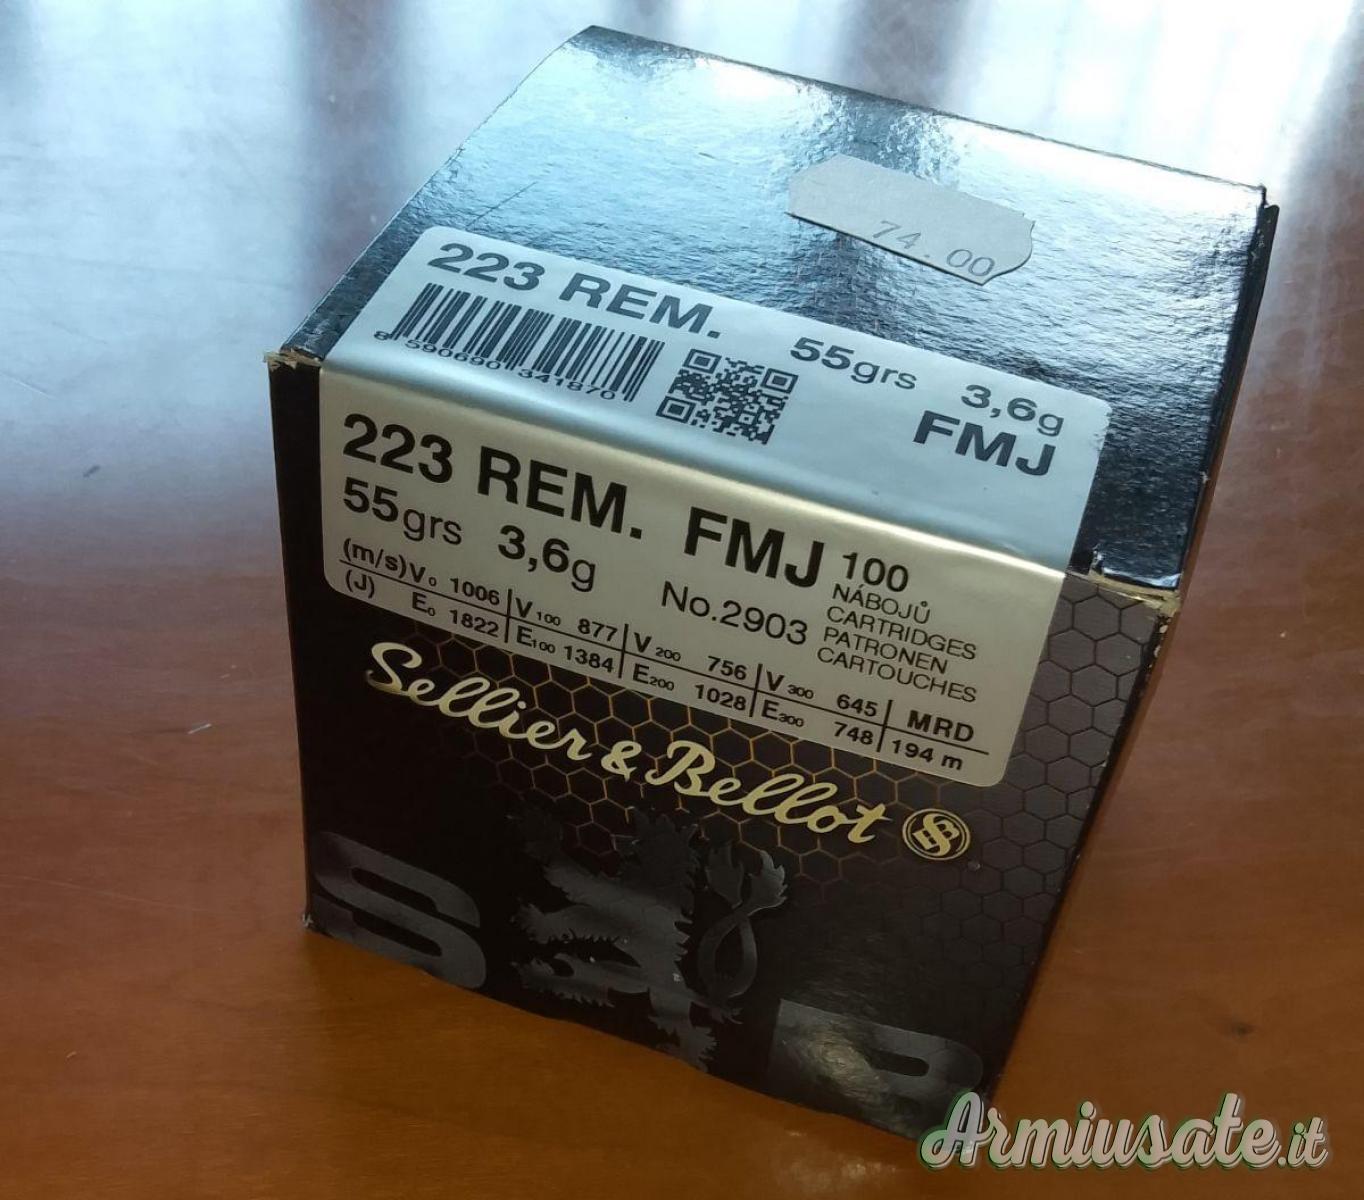 74.00
223 REM. 55grs 3,6g
FMJ
8 590690 341870
223 REM. FMJ 100
55grs 3,6g No.2903 NÁBOJŮ
CARTRIDGES
PATRONEN
CARTOUCHES
(m/s) V0 1006 V100 877 V200 756 V300 645 MRD
(J) E0 1822 E100 1384 E200 1028 E300 748 194 m
Sellier & Bellot SB
S B
Armiusate.it